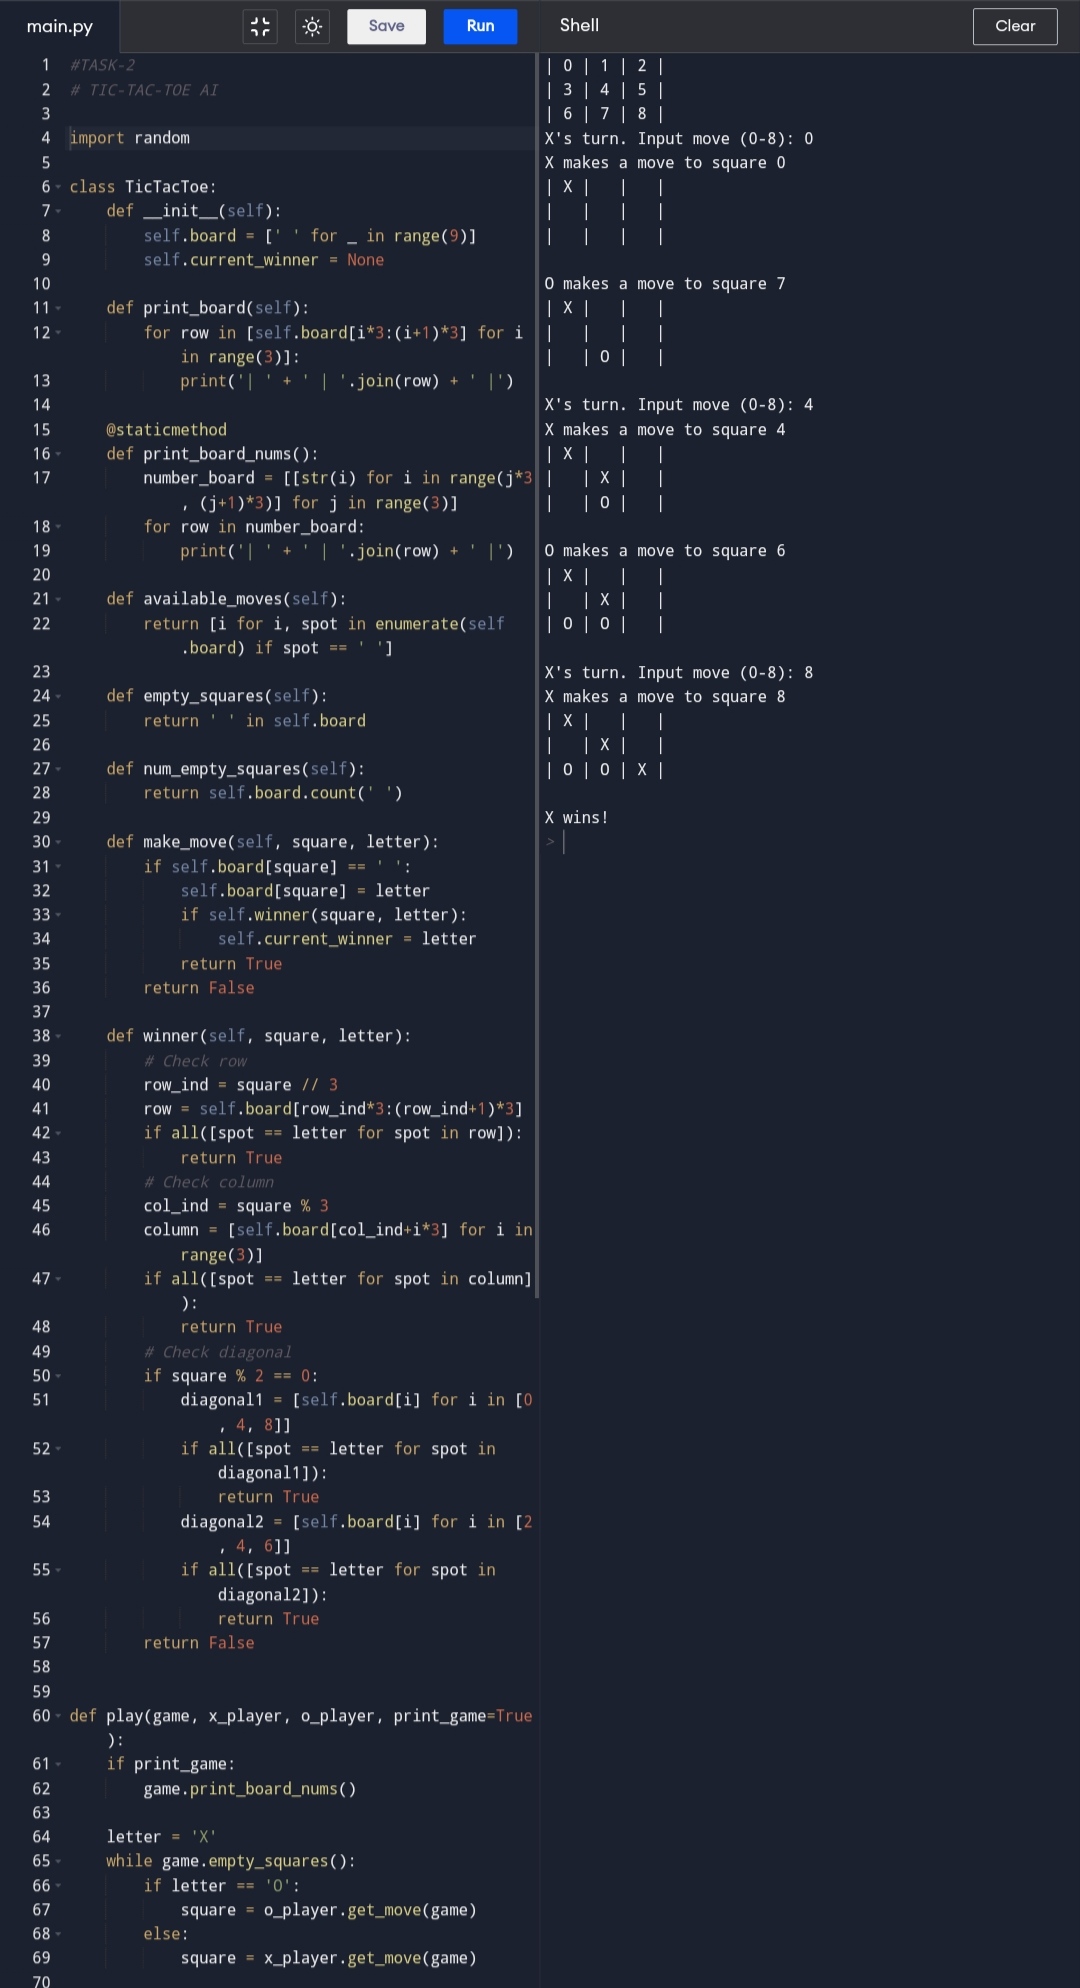 main.py
Save
Run
Shell
Clear
1 #TASK-2
2 # TIC-TAC-TOE AI
3
4 import random
5
6 class TicTacToe:
7     def __init__(self):
8         self.board = [' ' for _ in range(9)]
9         self.current_winner = None
10
11     def print_board(self):
12         for row in [self.board[i*3:(i+1)*3] for i
in range(3)]:
13             print('| ' + ' | '.join(row) + ' |')
14
15     @staticmethod
16     def print_board_nums():
17         number_board = [[str(i) for i in range(j*3
, (j+1)*3)] for j in range(3)]
18         for row in number_board:
19             print('| ' + ' | '.join(row) + ' |')
20
21     def available_moves(self):
22         return [i for i, spot in enumerate(self
.board) if spot == ' ']
23
24     def empty_squares(self):
25         return ' ' in self.board
26
27     def num_empty_squares(self):
28         return self.board.count(' ')
29
30     def make_move(self, square, letter):
31         if self.board[square] == ' ':
32             self.board[square] = letter
33             if self.winner(square, letter):
34                 self.current_winner = letter
35             return True
36         return False
37
38     def winner(self, square, letter):
39         # Check row
40         row_ind = square // 3
41         row = self.board[row_ind*3:(row_ind+1)*3]
42         if all([spot == letter for spot in row]):
43             return True
44         # Check column
45         col_ind = square % 3
46         column = [self.board[col_ind+i*3] for i in
range(3)]
47         if all([spot == letter for spot in column]
):
48             return True
49         # Check diagonal
50         if square % 2 == 0:
51             diagonal1 = [self.board[i] for i in [0
, 4, 8]]
52             if all([spot == letter for spot in
diagonal1]):
53                 return True
54             diagonal2 = [self.board[i] for i in [2
, 4, 6]]
55             if all([spot == letter for spot in
diagonal2]):
56                 return True
57         return False
58
59
60 def play(game, x_player, o_player, print_game=True
):
61     if print_game:
62         game.print_board_nums()
63
64     letter = 'X'
65     while game.empty_squares():
66         if letter == 'O':
67             square = o_player.get_move(game)
68         else:
69             square = x_player.get_move(game)
70
| 0 | 1 | 2 |
| 3 | 4 | 5 |
| 6 | 7 | 8 |
X's turn. Input move (0-8): 0
X makes a move to square 0
| X |   |   |
|   |   |   |
|   |   |   |

O makes a move to square 7
| X |   |   |
|   |   |   |
|   | O |   |

X's turn. Input move (0-8): 4
X makes a move to square 4
| X |   |   |
|   | X |   |
|   | O |   |

O makes a move to square 6
| X |   |   |
|   | X |   |
| O | O |   |

X's turn. Input move (0-8): 8
X makes a move to square 8
| X |   |   |
|   | X |   |
| O | O | X |

X wins!
>